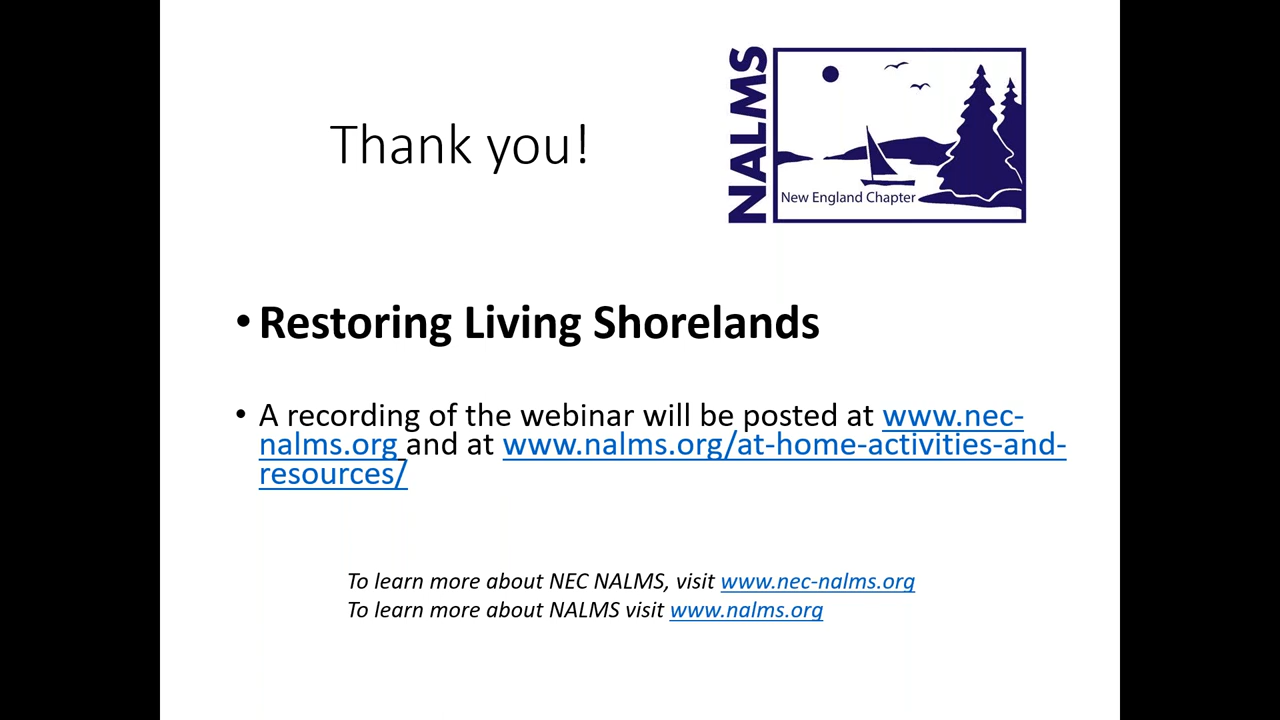 Thank you!
NALMS
New England Chapter
• Restoring Living Shorelands
• A recording of the webinar will be posted at www.nec-
nalms.org and at www.nalms.org/at-home-activities-and-
resources/
To learn more about NEC NALMS, visit www.nec-nalms.org
To learn more about NALMS visit www.nalms.org